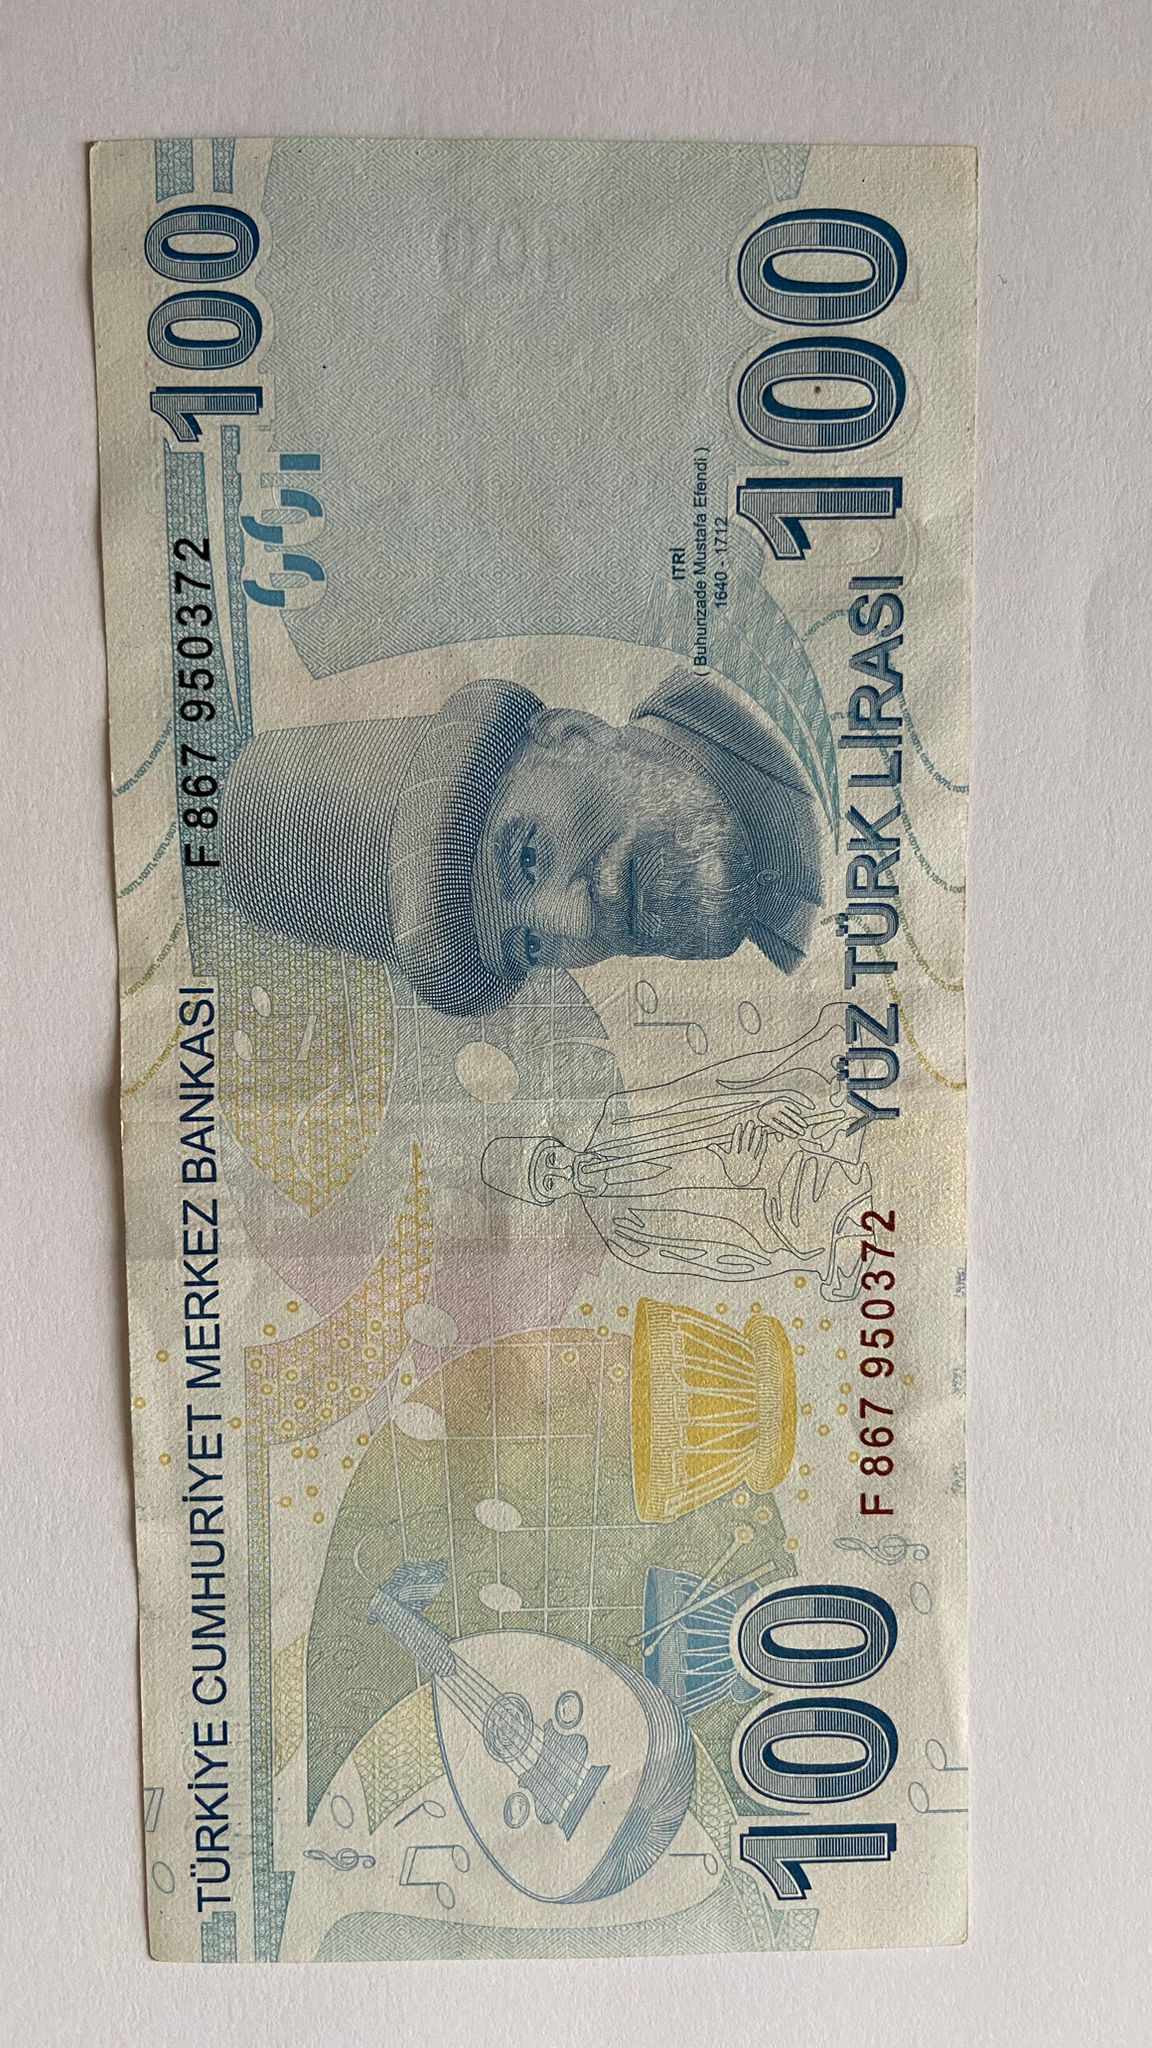 TÜRKİYE CUMHURİYET MERKEZ BANKASI
F 867 950372
100
ITRİ
( Buhurizade Mustafa Efendi )
1640 - 1712
F 867 950372
100
YÜZ TÜRK LİRASI
100